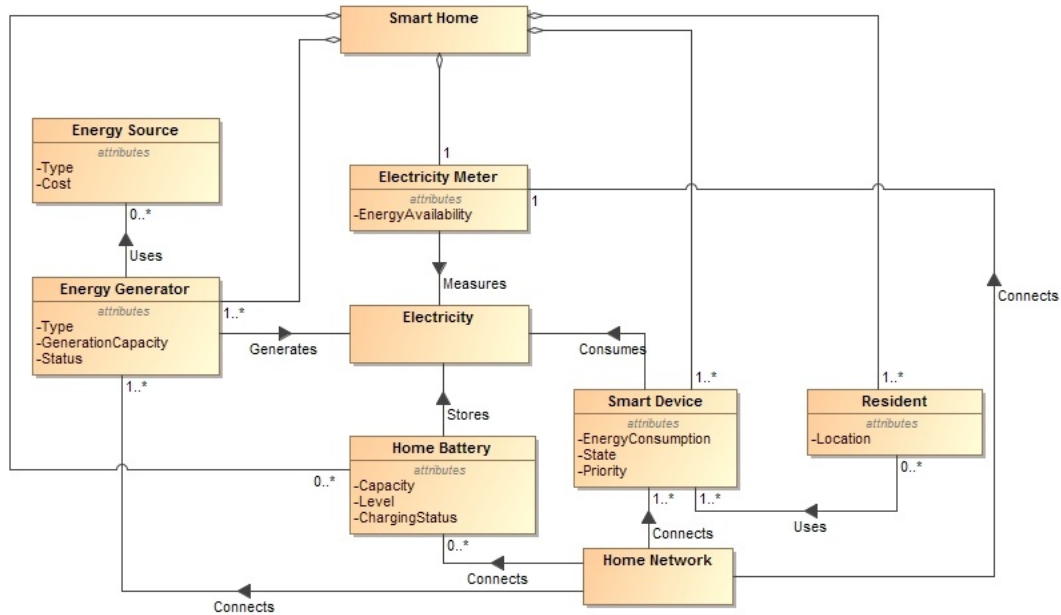 Smart Home
Energy Source
attributes
-Type
-Cost
0..*
Uses
1
Electricity Meter
attributes
-EnergyAvailability
1
Measures
Connects
Energy Generator
attributes
-Type
-GenerationCapacity
-Status
1..*
1..*
Generates
Electricity
Consumes
1..*
1..*
Smart Device
attributes
-EnergyConsumption
-State
-Priority
1..*
1..*
Resident
attributes
-Location
0..*
Uses
Stores
Home Battery
attributes
-Capacity
-Level
-ChargingStatus
0..*
0..*
Connects
Connects
Home Network
Connects